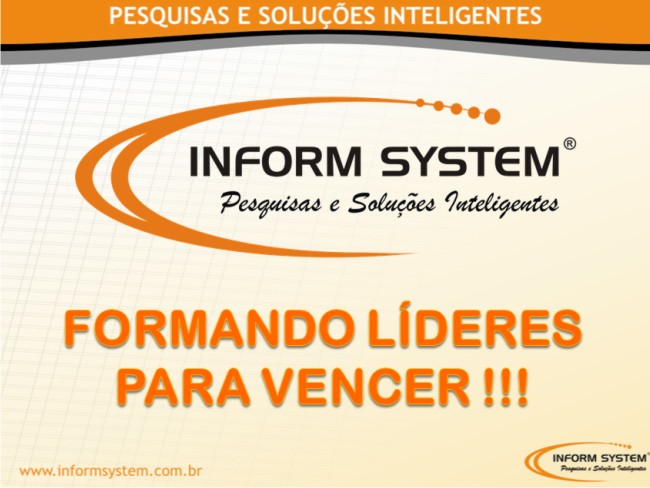 PESQUISAS E SOLUÇÕES INTELIGENTES
INFORM SYSTEM®
Pesquisas e Soluções Inteligentes
FORMANDO LÍDERES
PARA VENCER !!!
www.informsystem.com.br
INFORM SYSTEM®
Pesquisas e Soluções Inteligentes